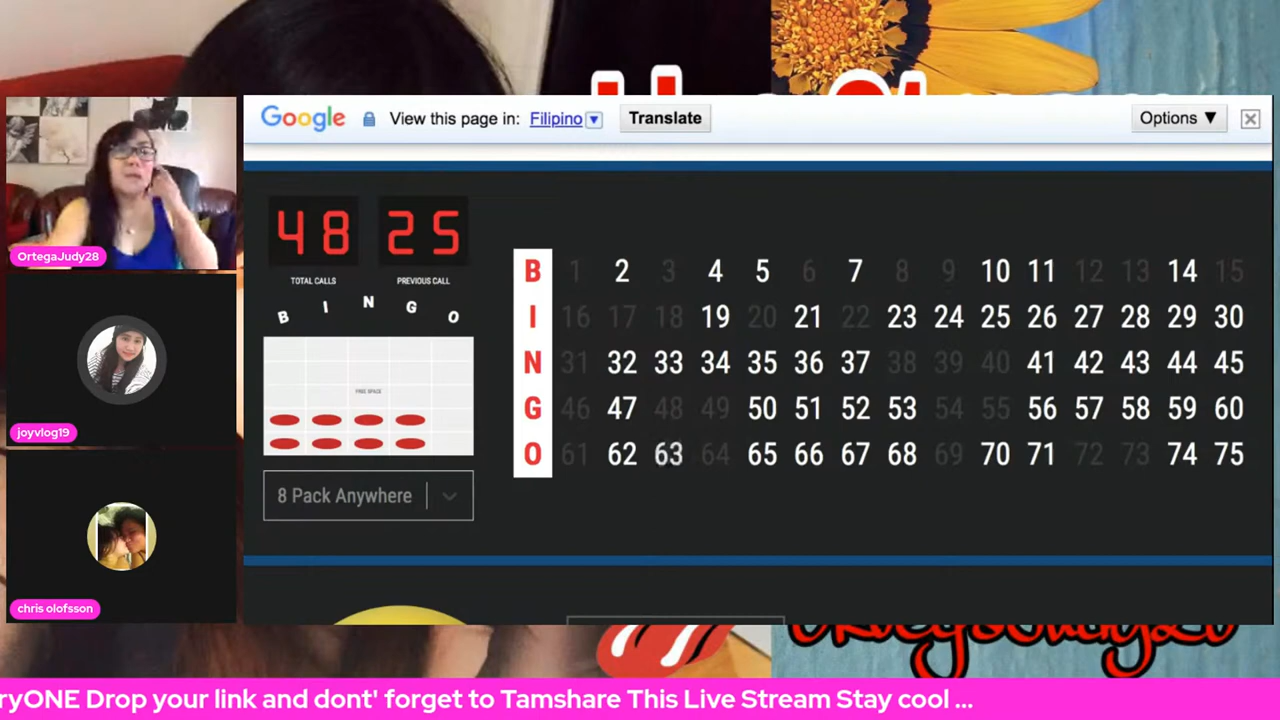 Google View this page in: Filipino Translate Options ▼
48 25
TOTAL CALLS PREVIOUS CALL
B I N G O
FREE SPACE
8 Pack Anywhere
B 1 2 3 4 5 6 7 8 9 10 11 12 13 14 15
I 16 17 18 19 20 21 22 23 24 25 26 27 28 29 30
N 31 32 33 34 35 36 37 38 39 40 41 42 43 44 45
G 46 47 48 49 50 51 52 53 54 55 56 57 58 59 60
O 61 62 63 64 65 66 67 68 69 70 71 72 73 74 75
OrtegaJudy28
joyvlog19
chris olofsson
ryONE Drop your link and dont' forget to Tamshare This Live Stream Stay cool ...